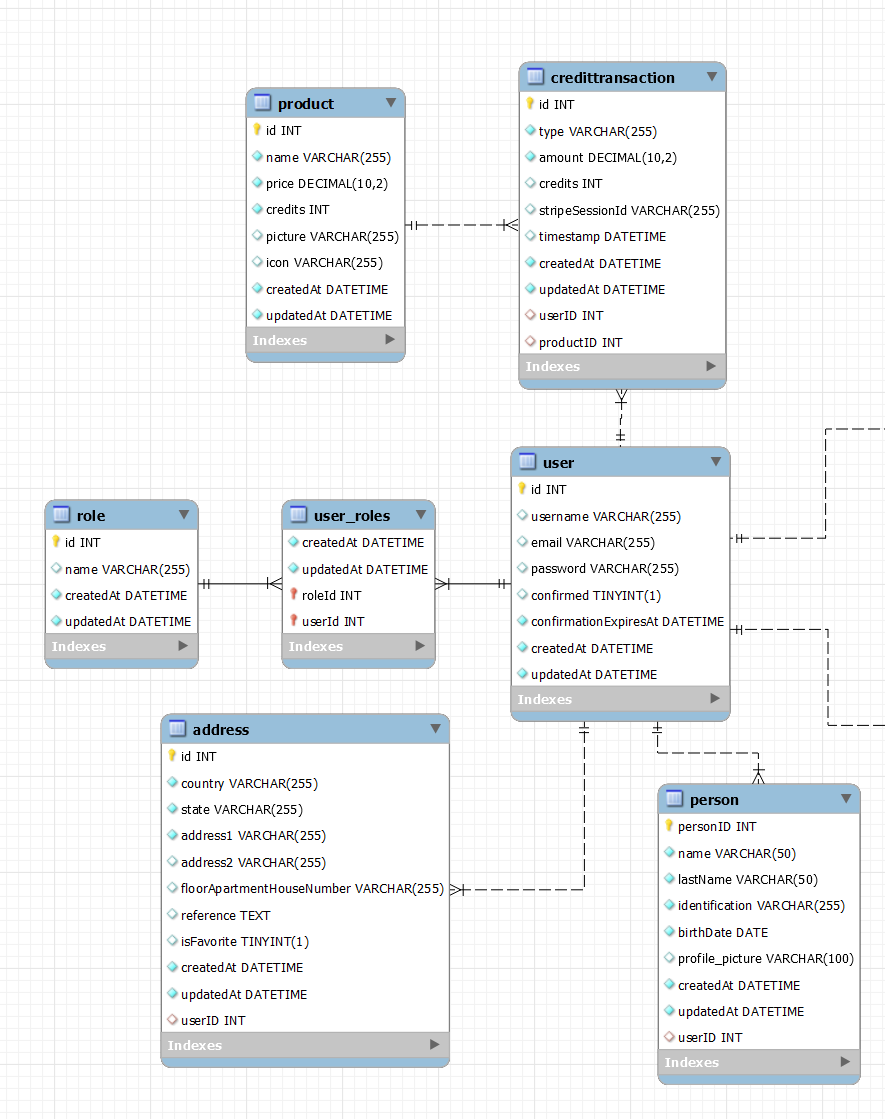 product
id INT
name VARCHAR(255)
price DECIMAL(10,2)
credits INT
picture VARCHAR(255)
icon VARCHAR(255)
createdAt DATETIME
updatedAt DATETIME
Indexes
credittransaction
id INT
type VARCHAR(255)
amount DECIMAL(10,2)
credits INT
stripeSessionId VARCHAR(255)
timestamp DATETIME
createdAt DATETIME
updatedAt DATETIME
userID INT
productID INT
Indexes
role
id INT
name VARCHAR(255)
createdAt DATETIME
updatedAt DATETIME
Indexes
user_roles
createdAt DATETIME
updatedAt DATETIME
roleId INT
userId INT
Indexes
user
id INT
username VARCHAR(255)
email VARCHAR(255)
password VARCHAR(255)
confirmed TINYINT(1)
confirmationExpiresAt DATETIME
createdAt DATETIME
updatedAt DATETIME
Indexes
address
id INT
country VARCHAR(255)
state VARCHAR(255)
address1 VARCHAR(255)
address2 VARCHAR(255)
floorApartmentHouseNumber VARCHAR(255)
reference TEXT
isFavorite TINYINT(1)
createdAt DATETIME
updatedAt DATETIME
userID INT
Indexes
person
personID INT
name VARCHAR(50)
lastName VARCHAR(50)
identification VARCHAR(255)
birthDate DATE
profile_picture VARCHAR(100)
createdAt DATETIME
updatedAt DATETIME
userID INT
Indexes